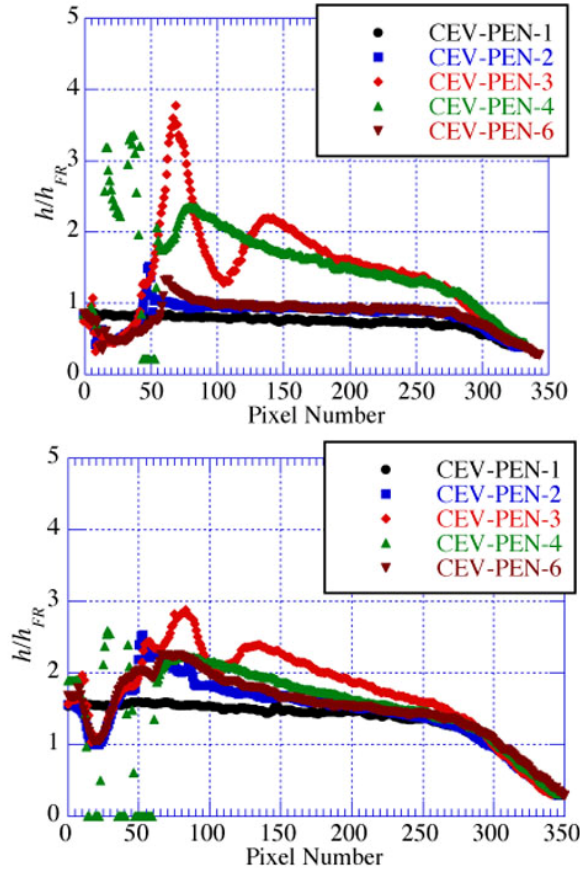 5
CEV-PEN-1
CEV-PEN-2
4
CEV-PEN-3
CEV-PEN-4
CEV-PEN-6
3
h/h_FR
2
1
0
0 50 100 150 200 250 300 350
Pixel Number
5
CEV-PEN-1
CEV-PEN-2
4
CEV-PEN-3
CEV-PEN-4
CEV-PEN-6
3
h/h_FR
2
1
0
0 50 100 150 200 250 300 350
Pixel Number